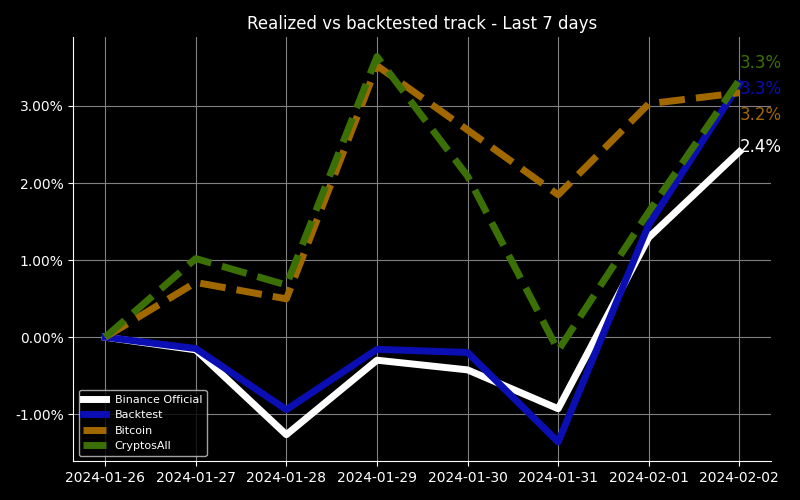 Realized vs backtested track - Last 7 days
3.3%
3.3%
3.2%
2.4%
3.00%
2.00%
1.00%
0.00%
-1.00%
Binance Official
Backtest
Bitcoin
CryptosAll
2024-01-26 2024-01-27 2024-01-28 2024-01-29 2024-01-30 2024-01-31 2024-02-01 2024-02-02